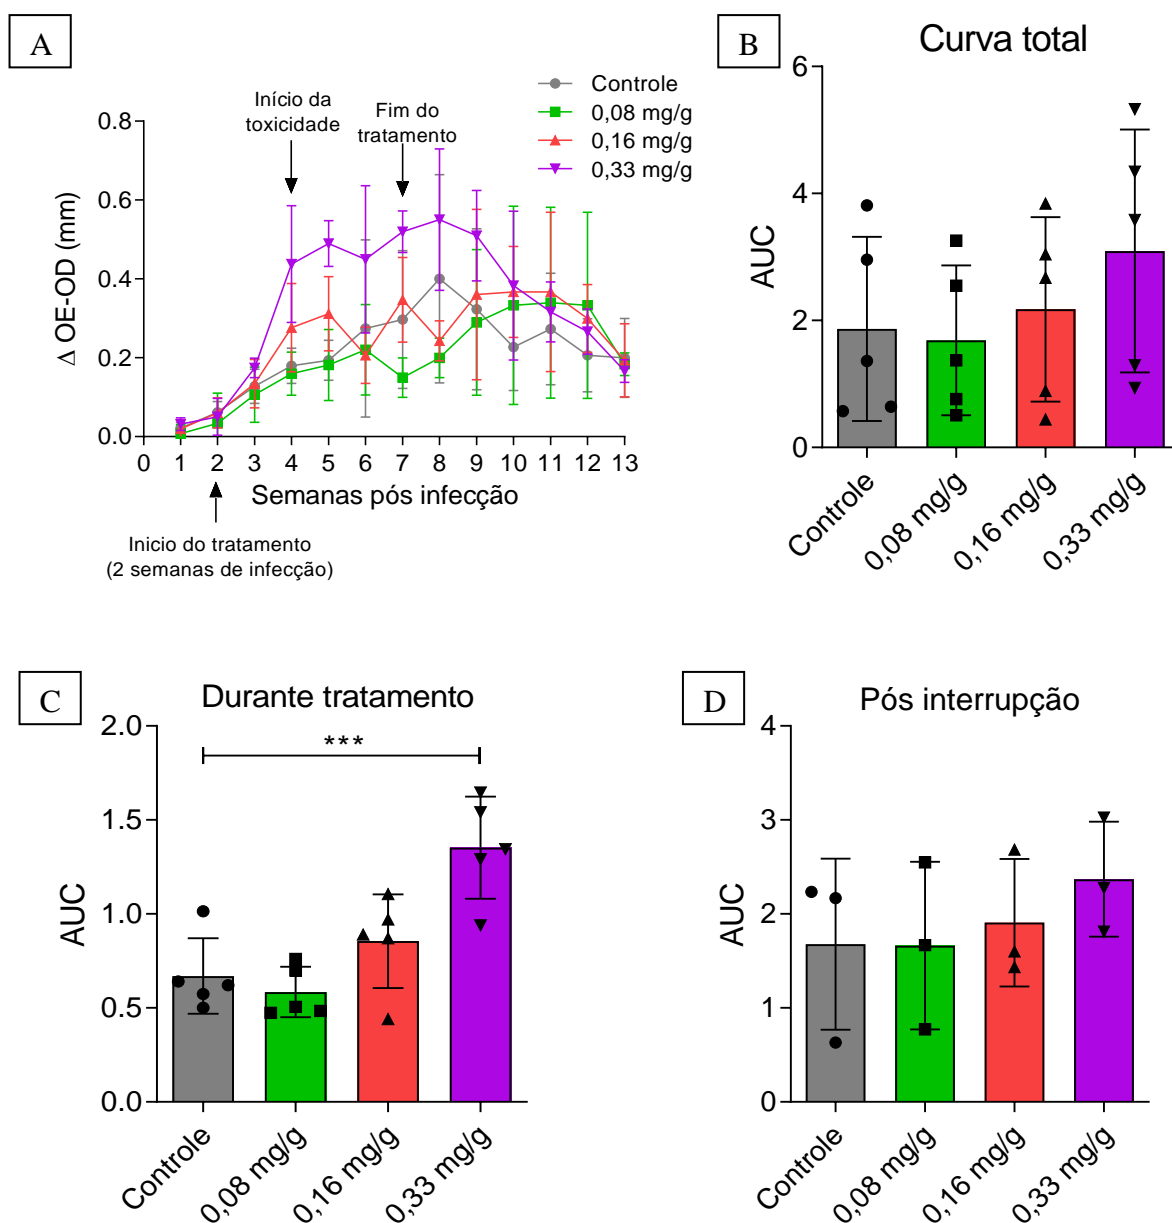 A
Controle
0,08 mg/g
0,16 mg/g
0,33 mg/g
Início da
toxicidade
Fim do
tratamento
Δ OE-OD (mm)
0.8
0.6
0.4
0.2
0.0
0 1 2 3 4 5 6 7 8 9 10 11 12 13
Semanas pós infecção
Inicio do tratamento
(2 semanas de infecção)
B
Curva total
AUC
6
4
2
0
Controle
0,08 mg/g
0,16 mg/g
0,33 mg/g
C
Durante tratamento
AUC
2.0
1.5
1.0
0.5
0.0
***
Controle
0,08 mg/g
0,16 mg/g
0,33 mg/g
D
Pós interrupção
AUC
4
3
2
1
0
Controle
0,08 mg/g
0,16 mg/g
0,33 mg/g